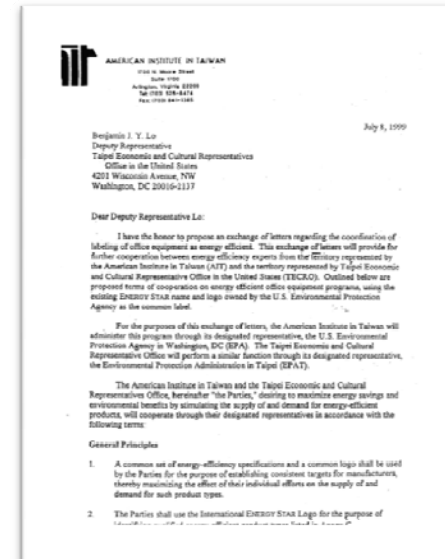 AMERICAN INSTITUTE IN TAIWAN
1700 N. Moore Street
Suite 1700
Arlington, Virginia 22209
July 8, 1999
Benjamin J. Y. Lo
Deputy Representative
Taipei Economic and Cultural Representatives
Office in the United States
4201 Wisconsin Avenue, NW
Washington, DC 20016-2137
Dear Deputy Representative Lo:
I have the honor to propose an exchange of letters regarding the coordination of
labeling of office equipment as energy efficient. This exchange of letters will provide for
further cooperation between energy efficiency experts from the territory represented by
the American Institute in Taiwan (AIT) and the territory represented by Taipei Economic
and Cultural Representative Office in the United States (TECRO). Outlined below are
proposed terms of cooperation on energy efficient office equipment programs, using the
existing ENERGY STAR name and logo owned by the U.S. Environmental Protection
Agency as the common label.
For the purposes of this exchange of letters, the American Institute in Taiwan will
administer this program through its designated representative, the U.S. Environmental
Protection Agency in Washington, DC (EPA). The Taipei Economic and Cultural
Representative Office will perform a similar function through its designated representative,
the Environmental Protection Administration in Taipei (EPAT).
The American Institute in Taiwan and the Taipei Economic and Cultural
Representatives Office, hereinafter "the Parties," desiring to maximize energy savings and
environmental benefits by stimulating the supply of and demand for energy-efficient
products, will cooperate through their designated representatives in accordance with the
following terms:
General Principles
1. A common set of energy-efficiency specifications and a common logo shall be used
by the Parties for the purpose of establishing consistent targets for manufacturers,
thereby maximizing the effect of their individual efforts on the supply of and
demand for such product types.
2 The Parties shall use the International ENERGY STAR Logo for the purpose of